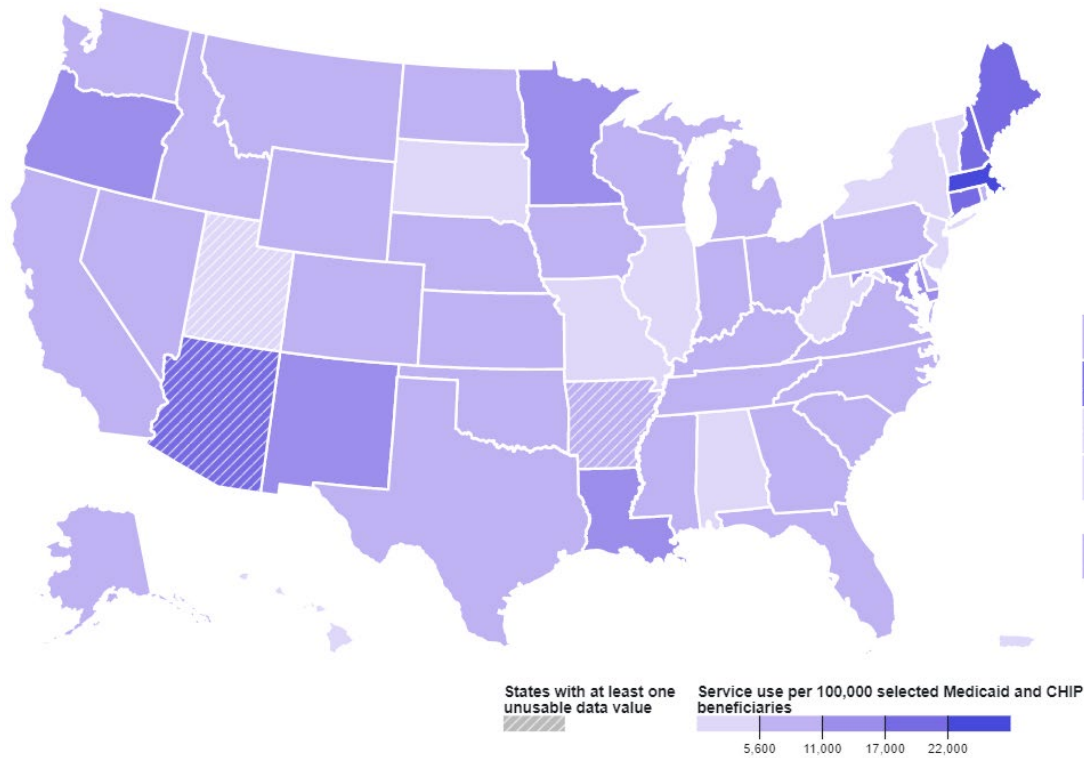 States with at least one
unusable data value
Service use per 100,000 selected Medicaid and CHIP
beneficiaries
5,600 11,000 17,000 22,000